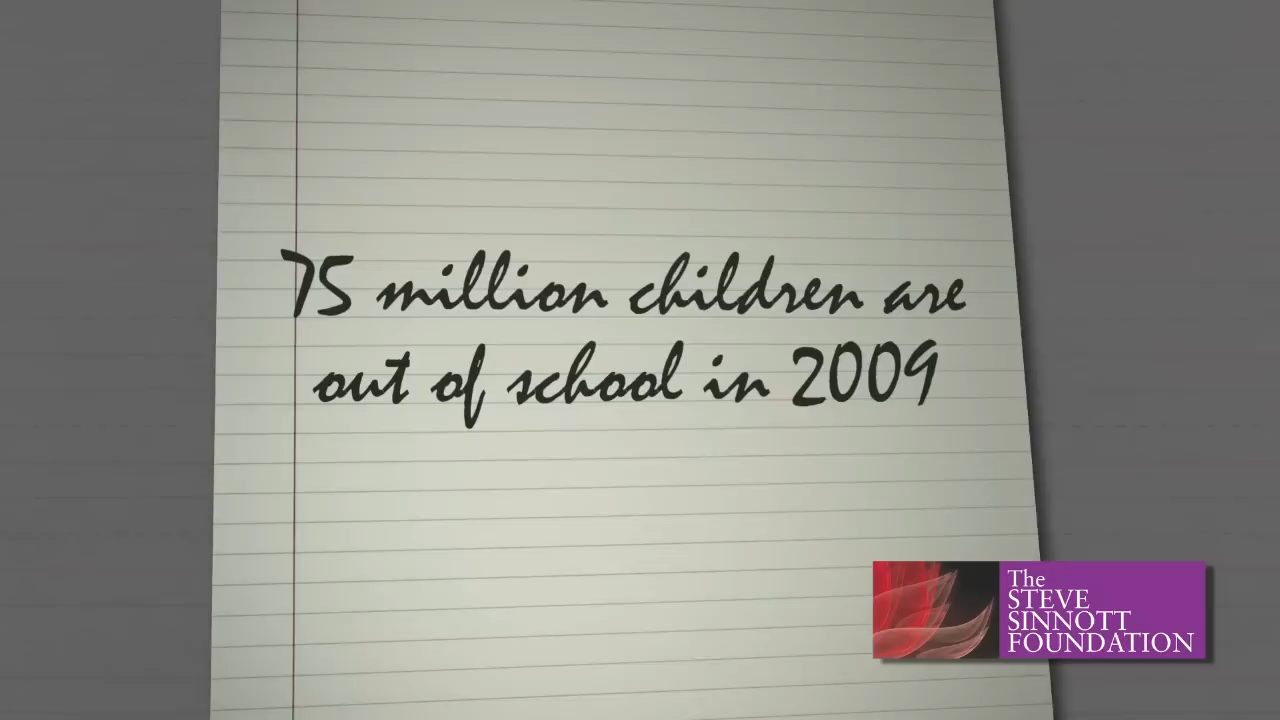 75 million children are
out of school in 2009
The
STEVE
SINNOTT
FOUNDATION